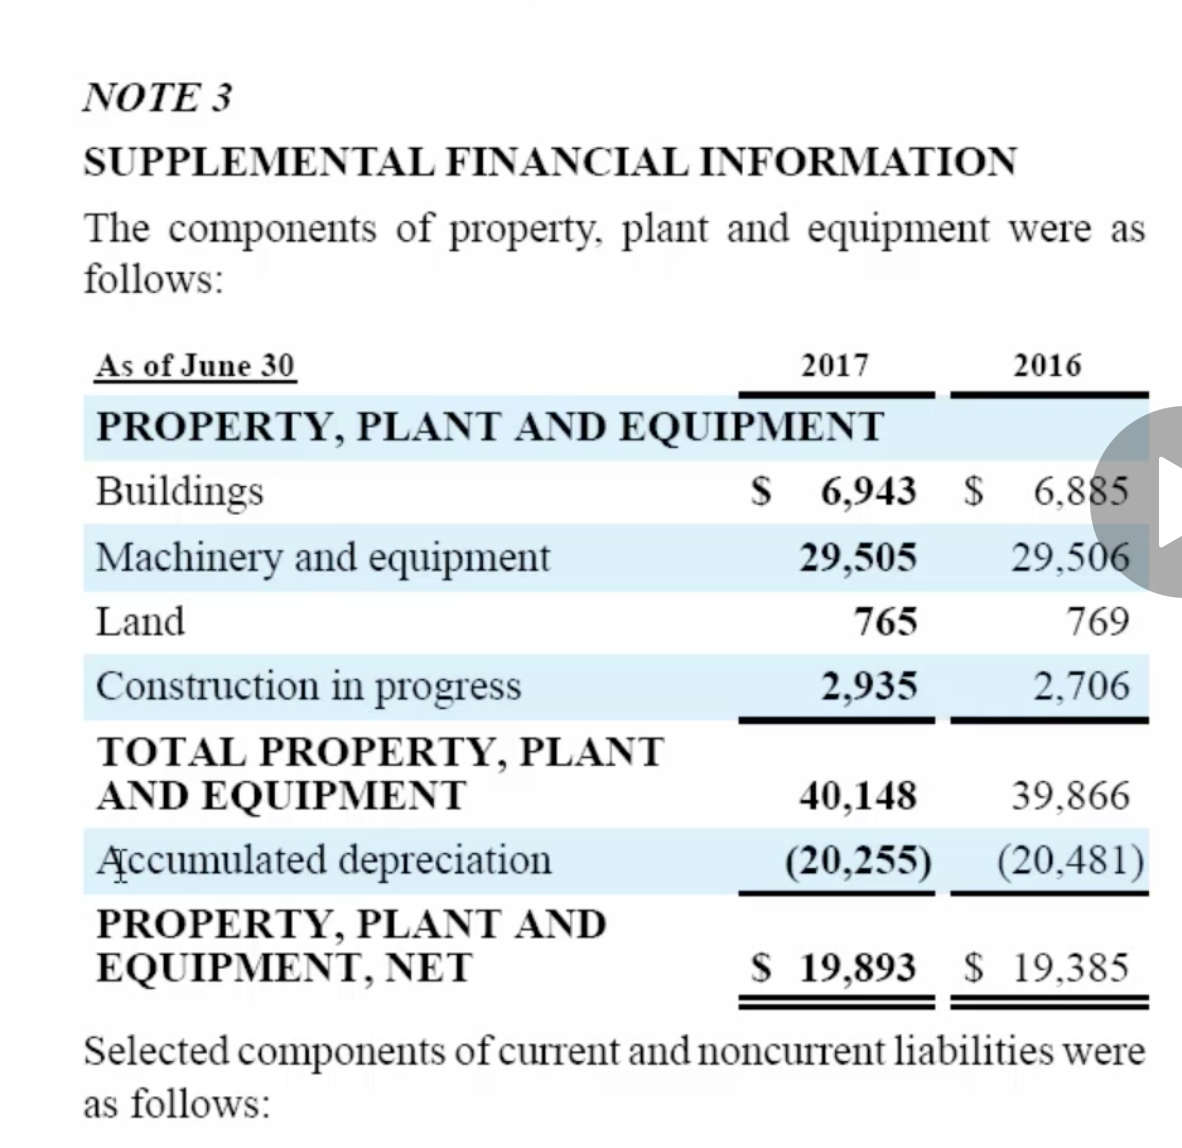 NOTE 3
SUPPLEMENTAL FINANCIAL INFORMATION
The components of property, plant and equipment were as
follows:
As of June 30 2017 2016
PROPERTY, PLANT AND EQUIPMENT
Buildings $ 6,943 $ 6,885
Machinery and equipment 29,505 29,506
Land 765 769
Construction in progress 2,935 2,706
TOTAL PROPERTY, PLANT
AND EQUIPMENT 40,148 39,866
Accumulated depreciation (20,255) (20,481)
PROPERTY, PLANT AND
EQUIPMENT, NET $ 19,893 $ 19,385
Selected components of current and noncurrent liabilities were
as follows: